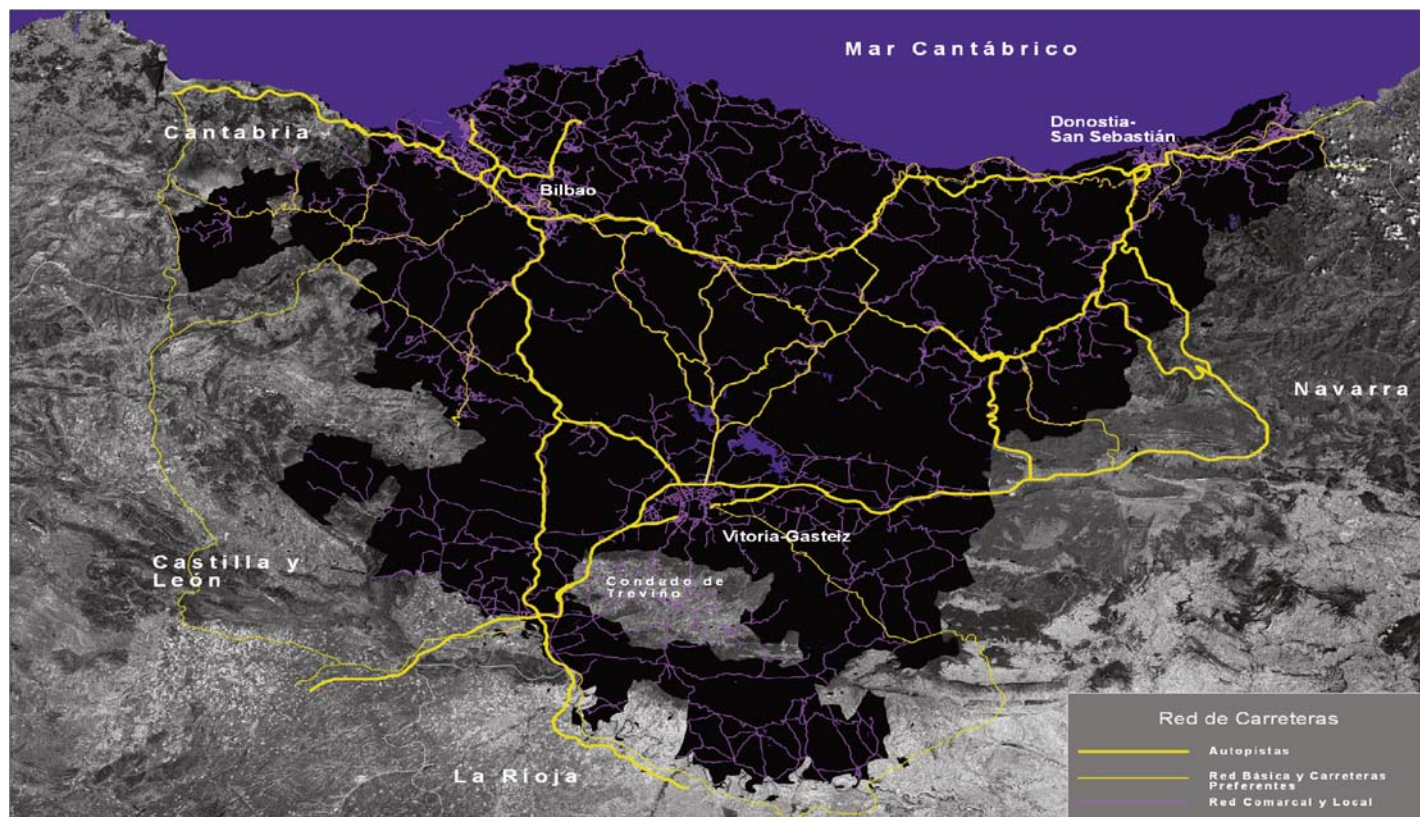 Mar Cantábrico
Cantabria
Donostia-
San Sebastián
Bilbao
Navarra
Vitoria-Gasteiz
Castilla y
León
Condado de
Treviño
La Rioja
Red de Carreteras
Autopistas
Red Básica y Carreteras
Preferentes
Red Comarcal y Local